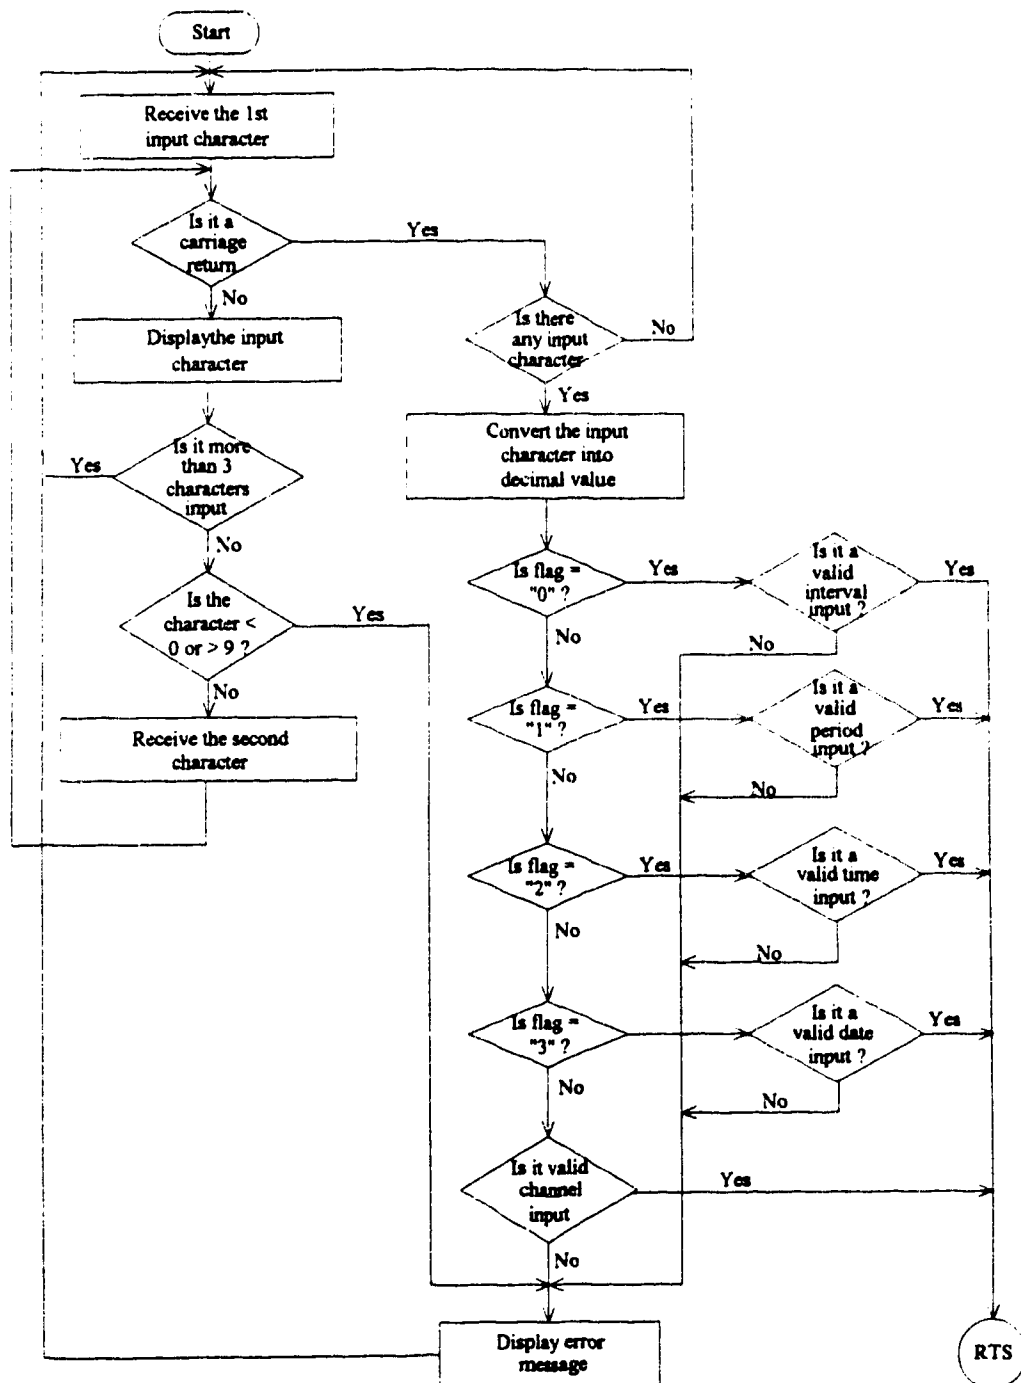 Start
Receive the 1st
input character
Is it a
carriage
return
Yes
No
Displaythe input
character
Is there
any input
character
No
Yes
Is it more
than 3
characters
input
Yes
No
Convert the input
character into
decimal value
Is the
character <
0 or > 9 ?
Yes
No
Receive the second
character
Is flag =
"0" ?
Yes
No
Is it a
valid
interval
input ?
Yes
No
Is flag =
"1" ?
Yes
No
Is it a
valid
period
input ?
Yes
No
Is flag =
"2" ?
Yes
No
Is it a
valid time
input ?
Yes
No
Is flag =
"3" ?
No
Is it a
valid date
input ?
Yes
No
Is it valid
channel
input
Yes
No
Display error
message
RTS